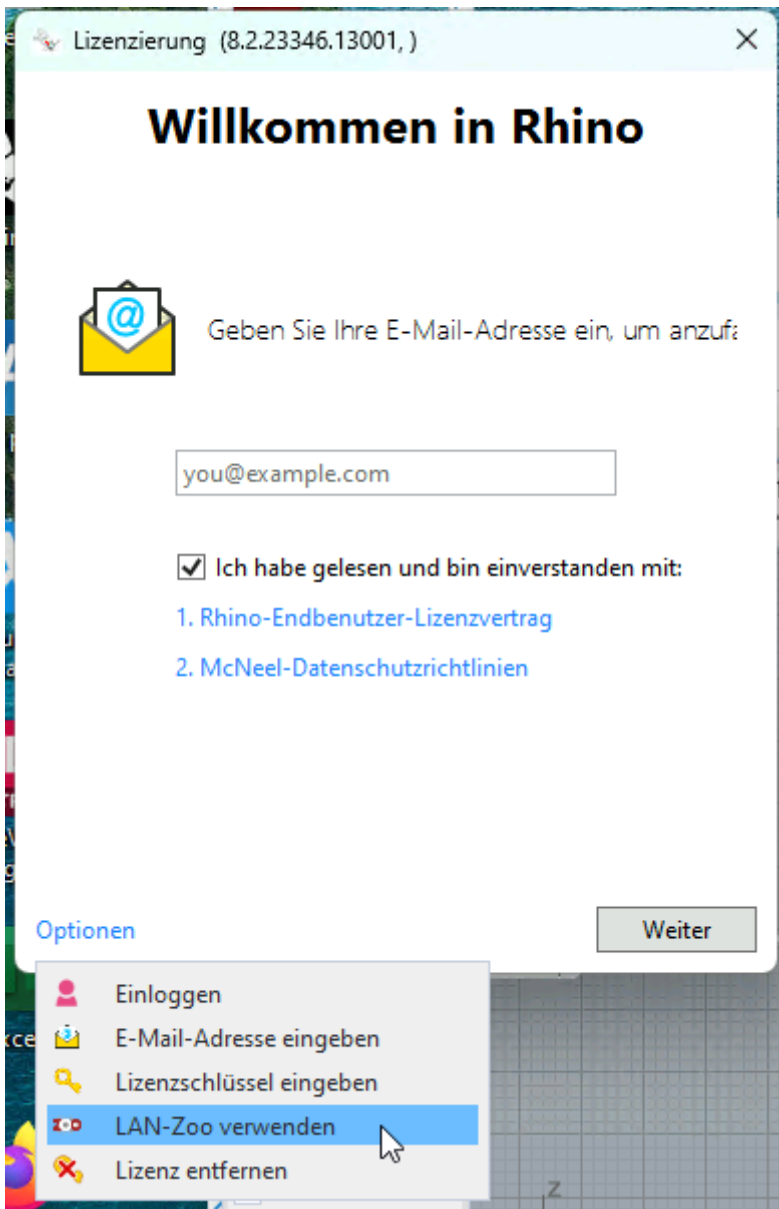 Lizenzierung (8.2.23346.13001, )
Willkommen in Rhino
@
Geben Sie Ihre E-Mail-Adresse ein, um anzufa
you@example.com
Ich habe gelesen und bin einverstanden mit:
1. Rhino-Endbenutzer-Lizenzvertrag
2. McNeel-Datenschutzrichtlinien
Optionen
Weiter
Einloggen
E-Mail-Adresse eingeben
Lizenzschlüssel eingeben
LAN-Zoo verwenden
Lizenz entfernen
z